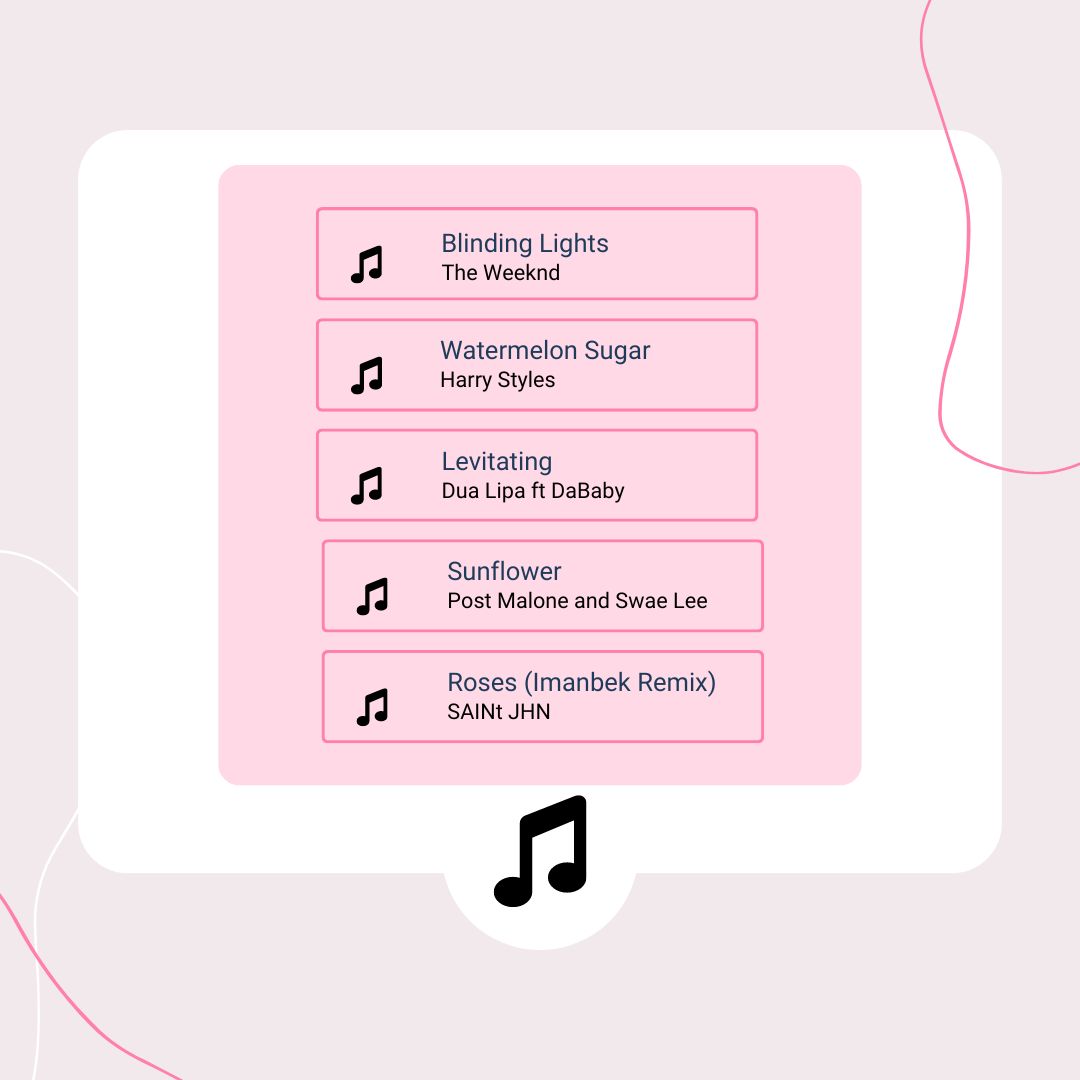 Blinding Lights
The Weeknd
Watermelon Sugar
Harry Styles
Levitating
Dua Lipa ft DaBaby
Sunflower
Post Malone and Swae Lee
Roses (Imanbek Remix)
SAINt JHN